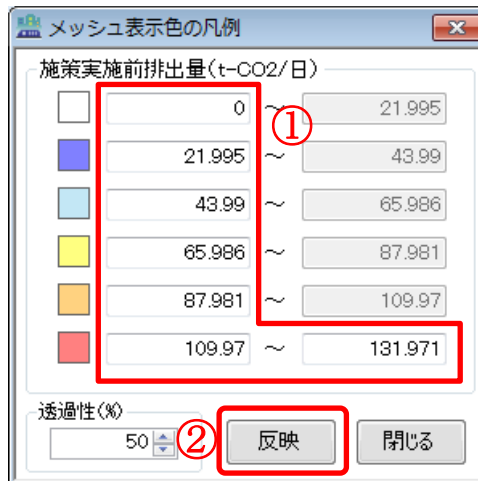 メッシュ表示色の凡例
施策実施前排出量(t-CO2/日)
0 ～ 21.995
①
21.995 ～ 43.99
43.99 ～ 65.986
65.986 ～ 87.981
87.981 ～ 109.97
109.97 ～ 131.971
透過性(%)
50 ② 反映 閉じる